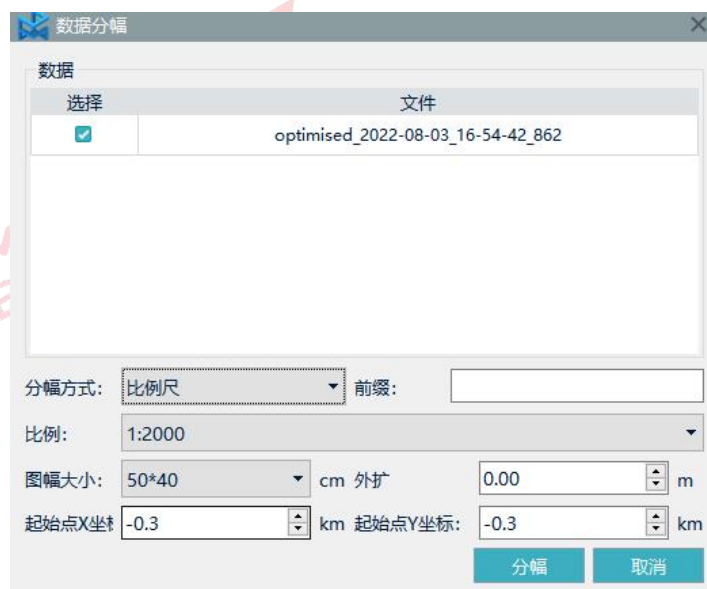 数据分幅
数据
选择 文件
optimised_2022-08-03_16-54-42_862
分幅方式: 比例尺 前缀:
比例: 1:2000
图幅大小: 50*40 cm 外扩 0.00 m
起始点X坐标 -0.3 km 起始点Y坐标: -0.3 km
分幅 取消